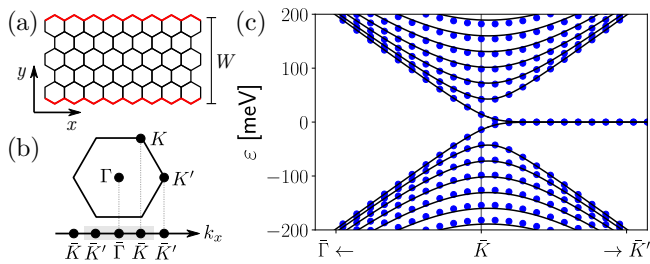 (a)
W
y
x
(b)
K
Γ
K′
K̄ K̄′ Γ̄ K̄ K̄′ k_x
(c)
ε [meV]
200
100
0
−100
−200
Γ̄ ← K̄ → K̄′